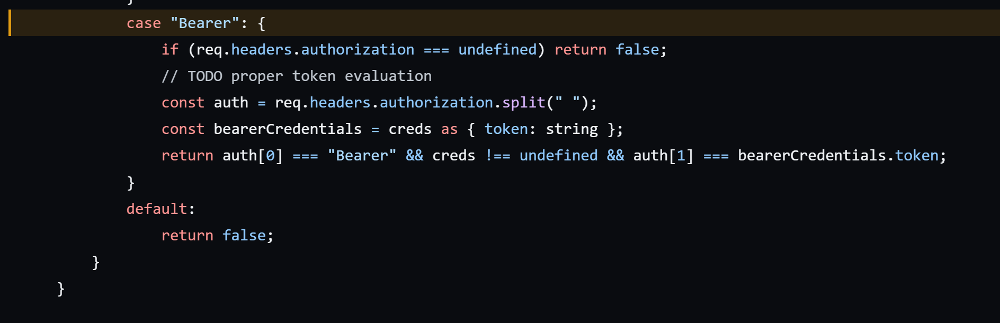 }
case "Bearer": {
if (req.headers.authorization === undefined) return false;
// TODO proper token evaluation
const auth = req.headers.authorization.split(" ");
const bearerCredentials = creds as { token: string };
return auth[0] === "Bearer" && creds !== undefined && auth[1] === bearerCredentials.token;
}
default:
return false;
}
}